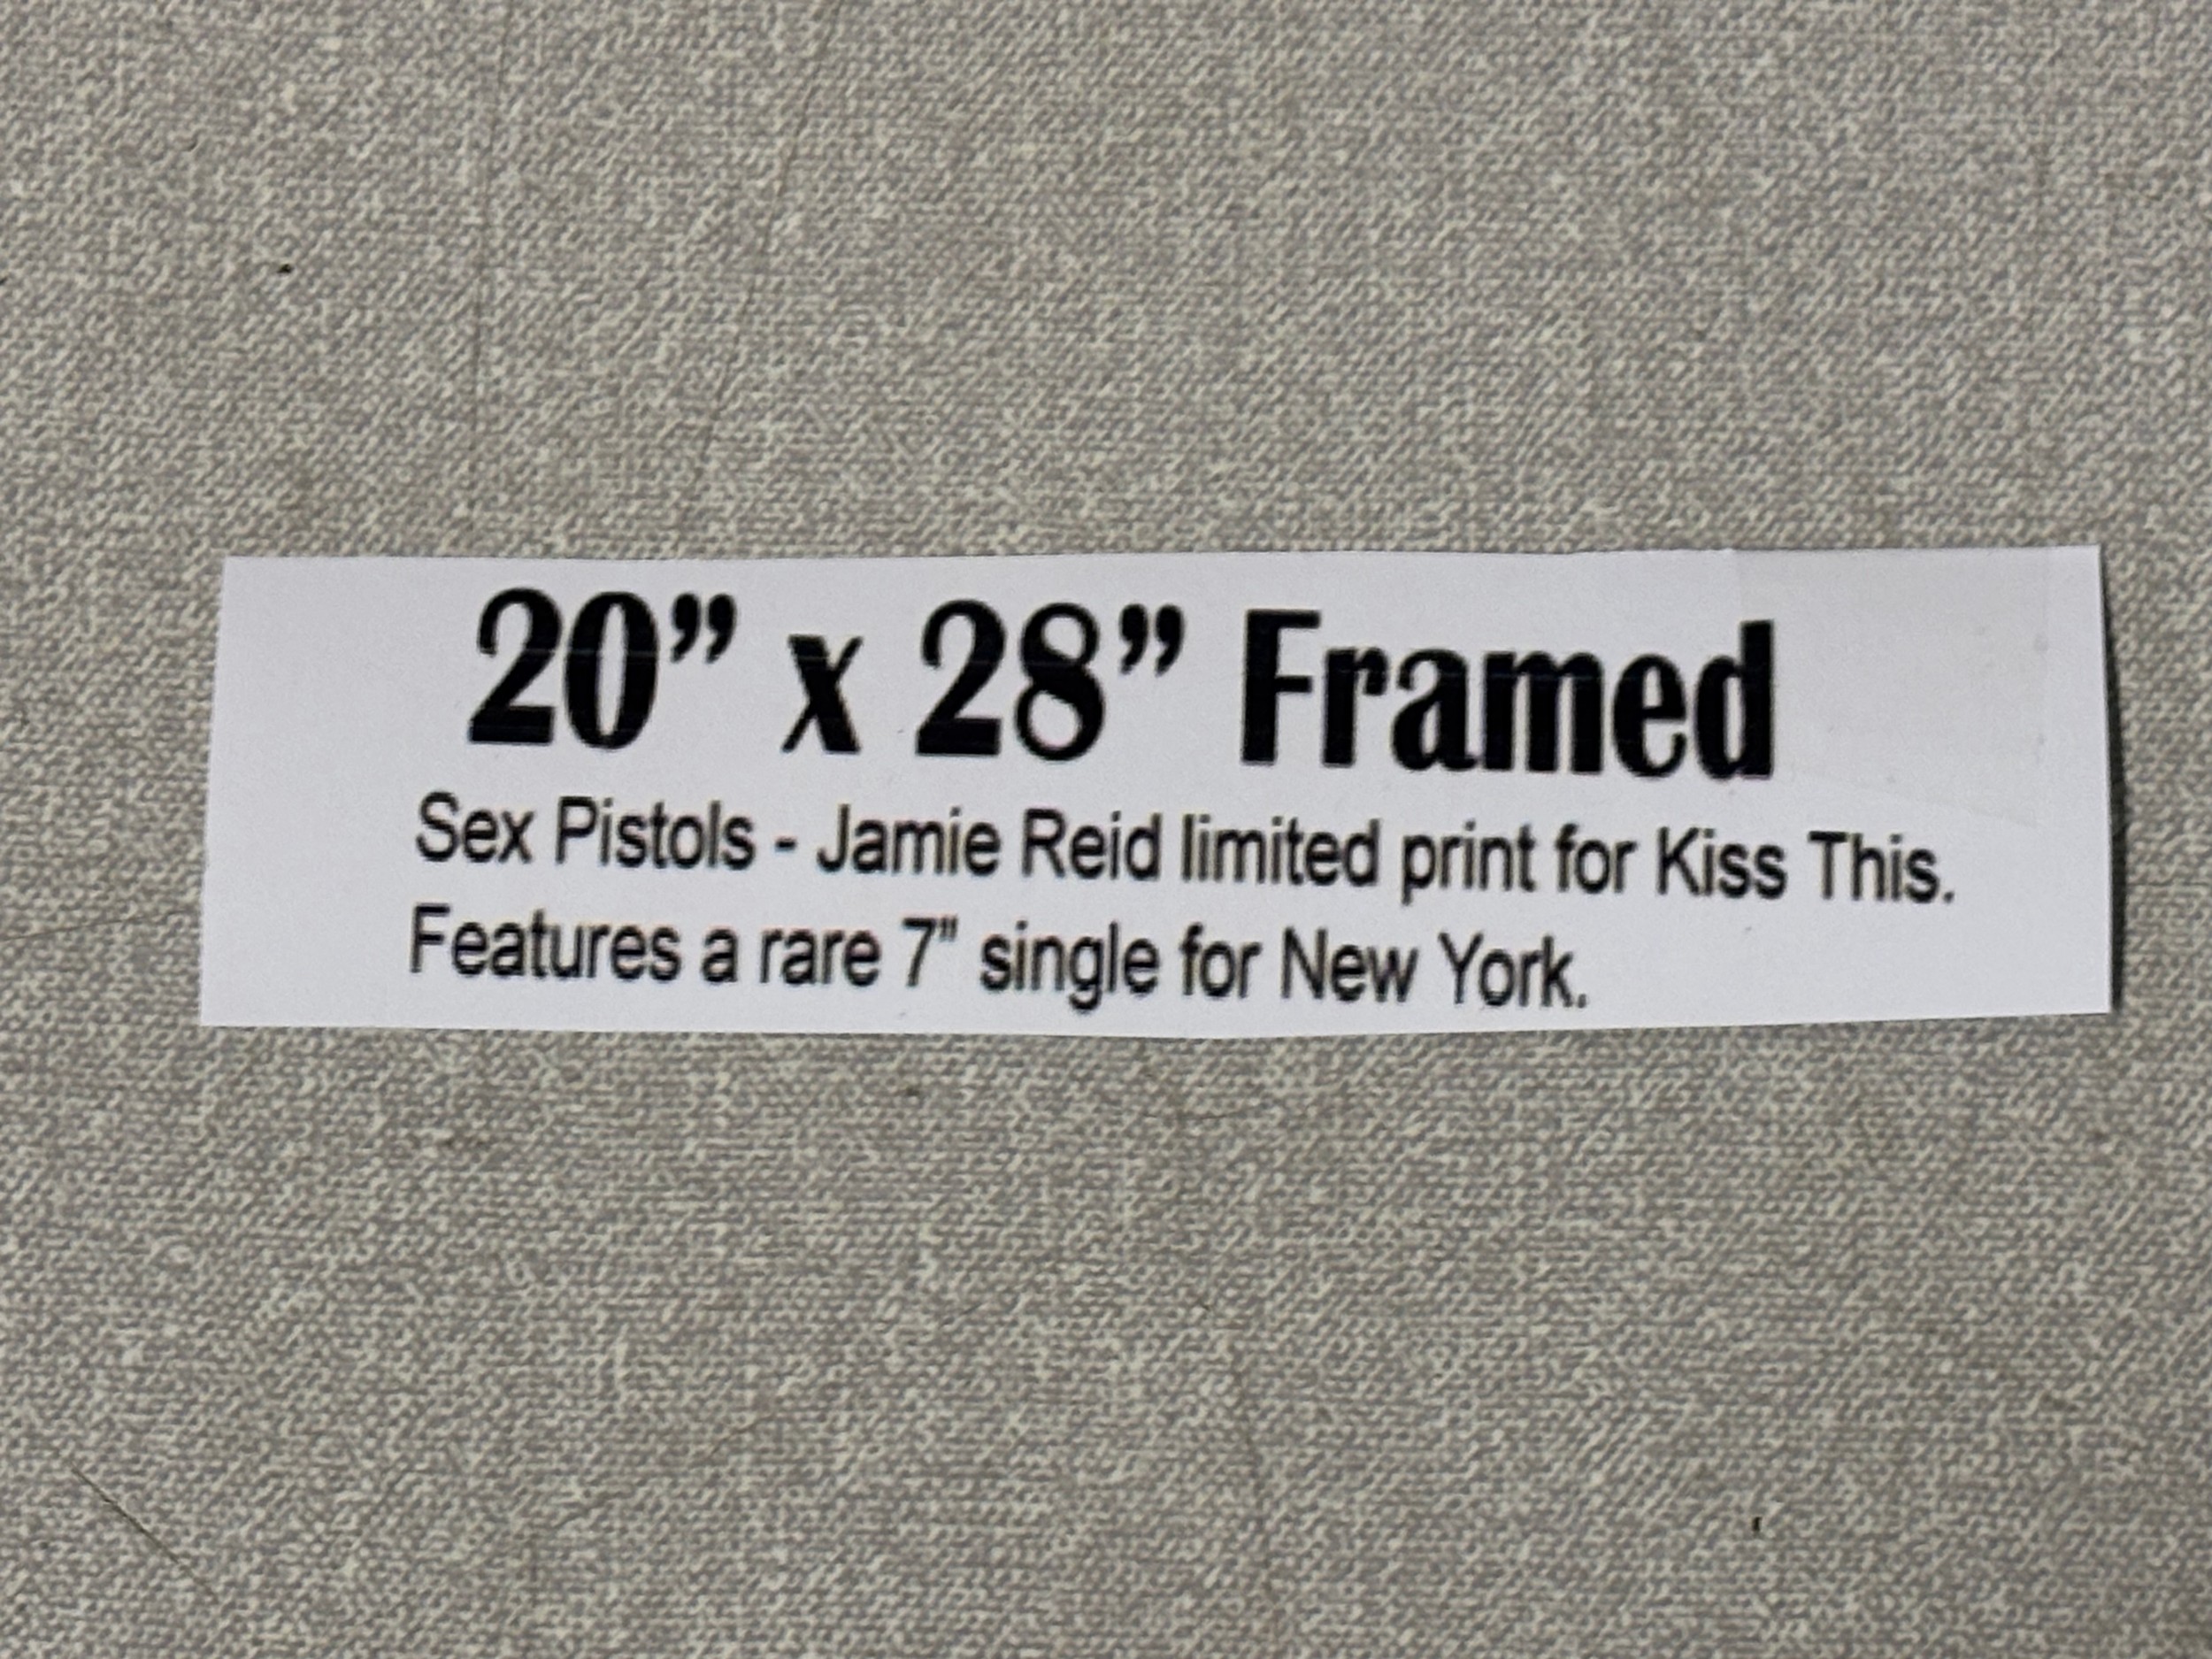 20” x 28” Framed
Sex Pistols - Jamie Reid limited print for Kiss This.
Features a rare 7" single for New York.